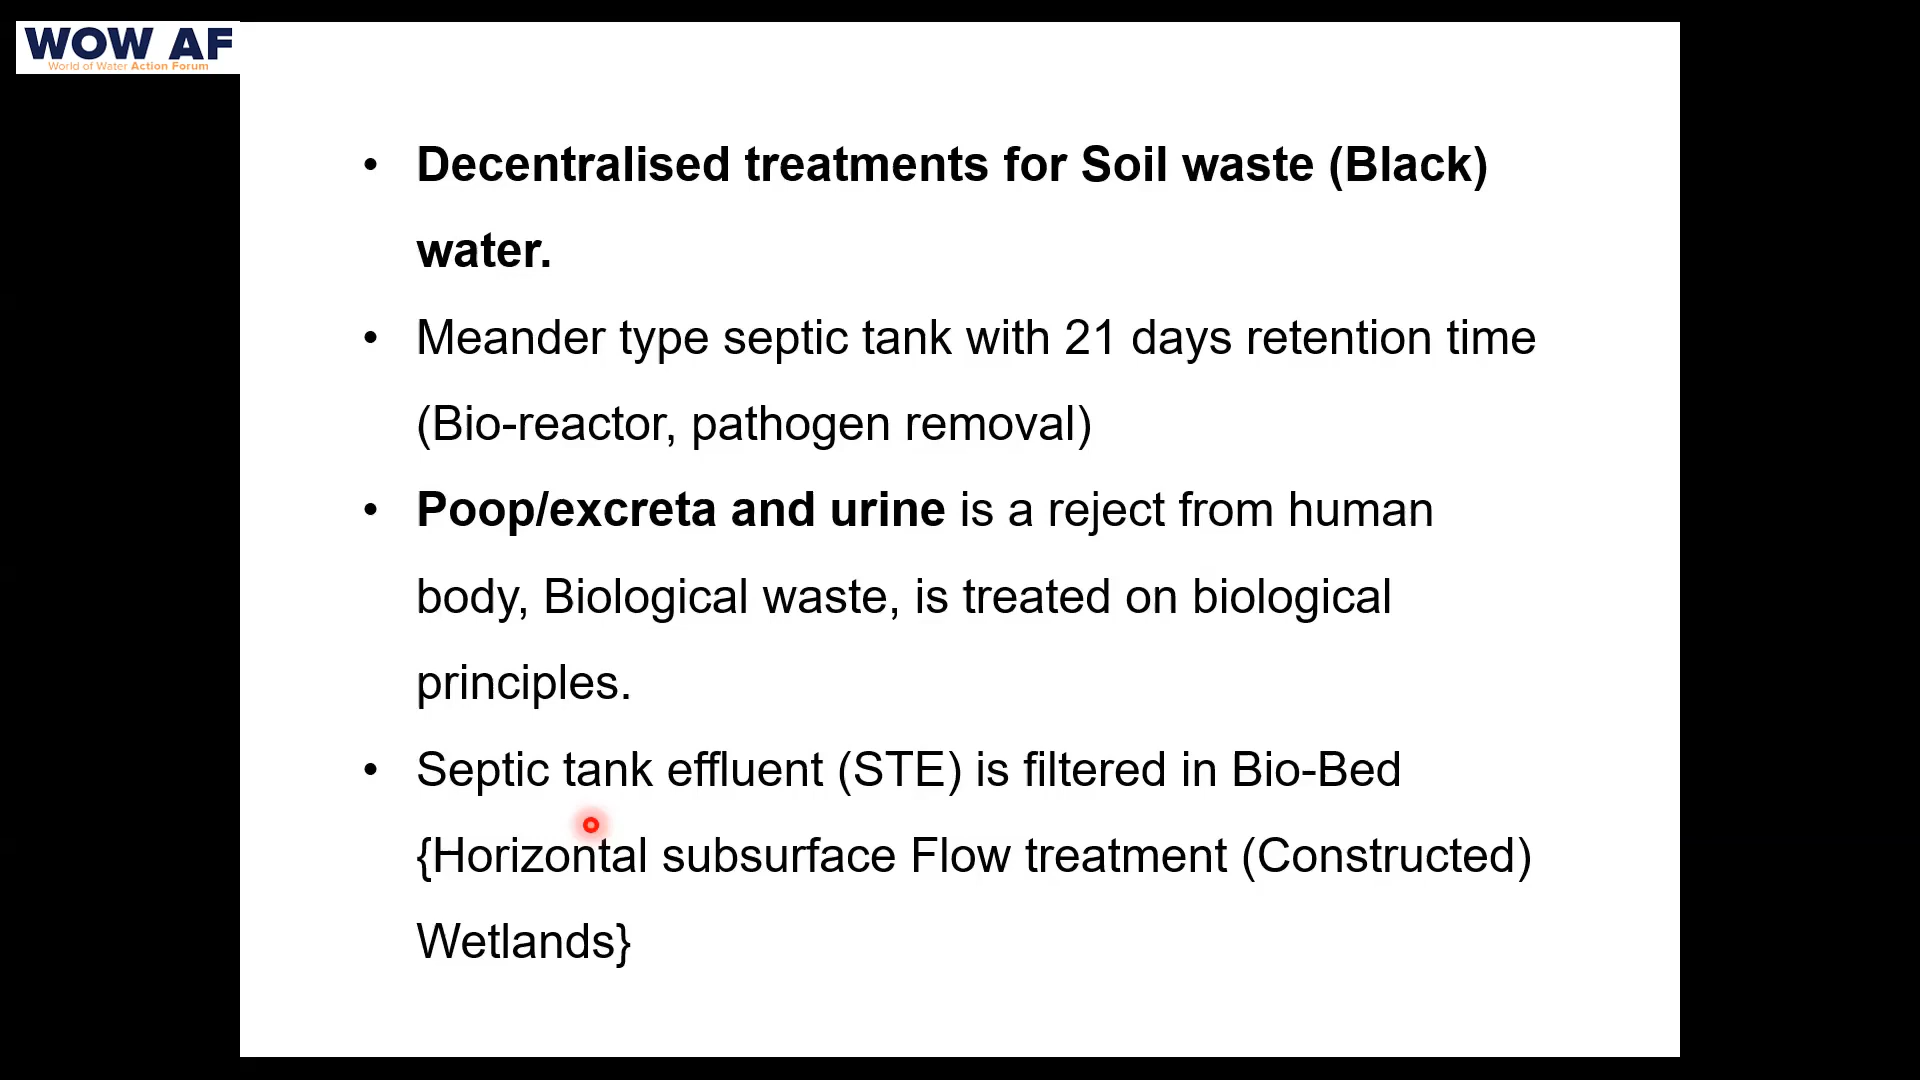 WOW AF
World of Water Action Forum
• Decentralised treatments for Soil waste (Black)
water.
• Meander type septic tank with 21 days retention time
(Bio-reactor, pathogen removal)
• Poop/excreta and urine is a reject from human
body, Biological waste, is treated on biological
principles.
• Septic tank effluent (STE) is filtered in Bio-Bed
{Horizontal subsurface Flow treatment (Constructed)
Wetlands}